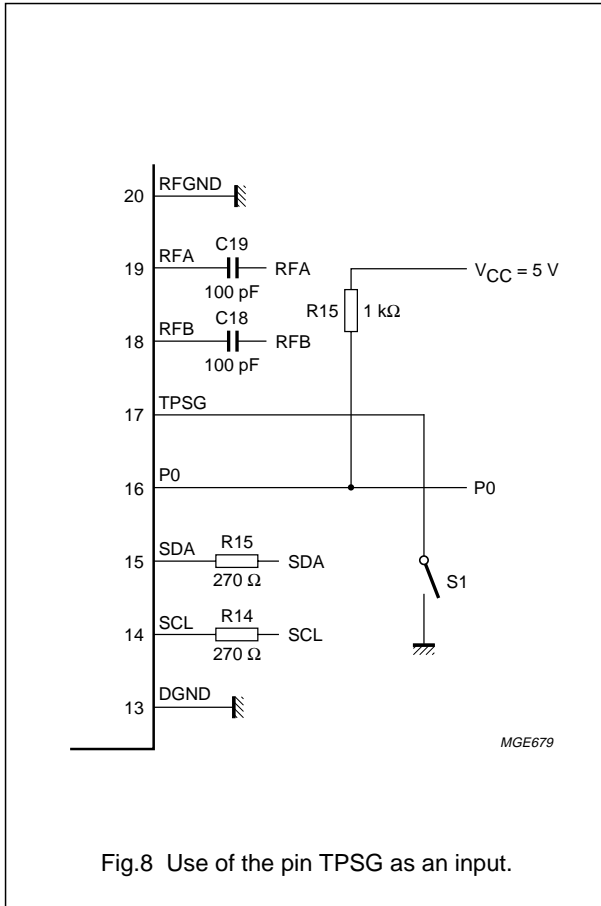 20 RFGND
C19
19 RFA RFA VCC = 5 V
100 pF
R15 1 kΩ
C18
18 RFB RFB
100 pF
17 TPSG
16 P0 P0
R15
15 SDA SDA
270 Ω
S1
R14
14 SCL SCL
270 Ω
13 DGND
MGE679
Fig.8 Use of the pin TPSG as an input.